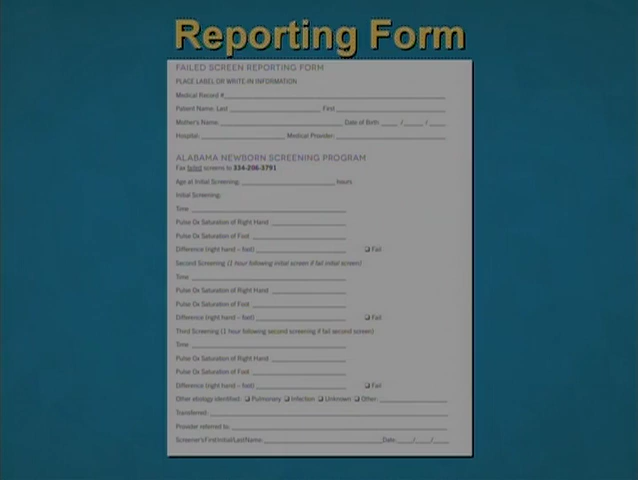 Reporting Form
FAILED SCREEN REPORTING FORM
PLACE LABEL OR WRITE-IN INFORMATION
Medical Record #
Patient Name: Last First
Mother's Name: Date of Birth: / /
Hospital: Medical Provider:
ALABAMA NEWBORN SCREENING PROGRAM
Fax failed screens to 334-206-3791
Age at Initial Screening: hours
Initial Screening:
Time:
Pulse Ox Saturation of Right Hand:
Pulse Ox Saturation of Foot:
Difference (right hand – foot): ❑ Fail
Second Screening (1 hour following initial screen if fail initial screen)
Time:
Pulse Ox Saturation of Right Hand:
Pulse Ox Saturation of Foot:
Difference (right hand – foot): ❑ Fail
Third Screening (1 hour following second screening if fail second screen)
Time:
Pulse Ox Saturation of Right Hand:
Pulse Ox Saturation of Foot:
Difference (right hand – foot): ❑ Fail
Other etiology identified: ❑ Pulmonary ❑ Infection ❑ Unknown ❑ Other:
Transferred:
Provider referred to:
Screener's First Initial/Last Name: Date: / /